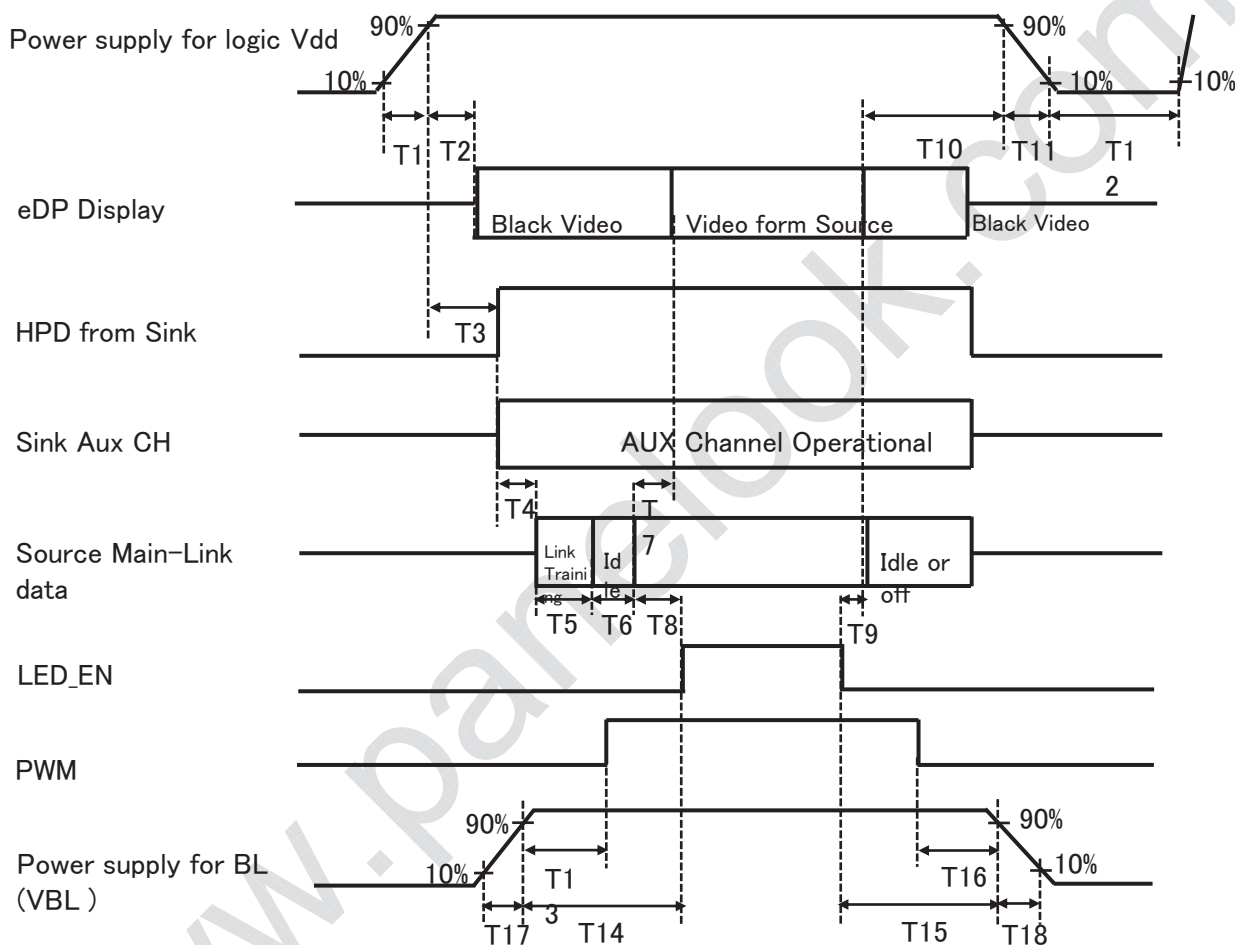 Power supply for logic Vdd
90%
90%
10%
10%
10%
T1
T2
T10
T11
T1
2
eDP Display
Black Video
Video form Source
Black Video
HPD from Sink
T3
Sink Aux CH
AUX Channel Operational
T4
T
7
Source Main-Link
data
Link
Traini
ng
Id
le
Idle or
off
T5
T6
T8
T9
LED_EN
PWM
90%
90%
Power supply for BL
(VBL )
10%
10%
T1
3
T16
T17
T14
T15
T18
www.panelook.com